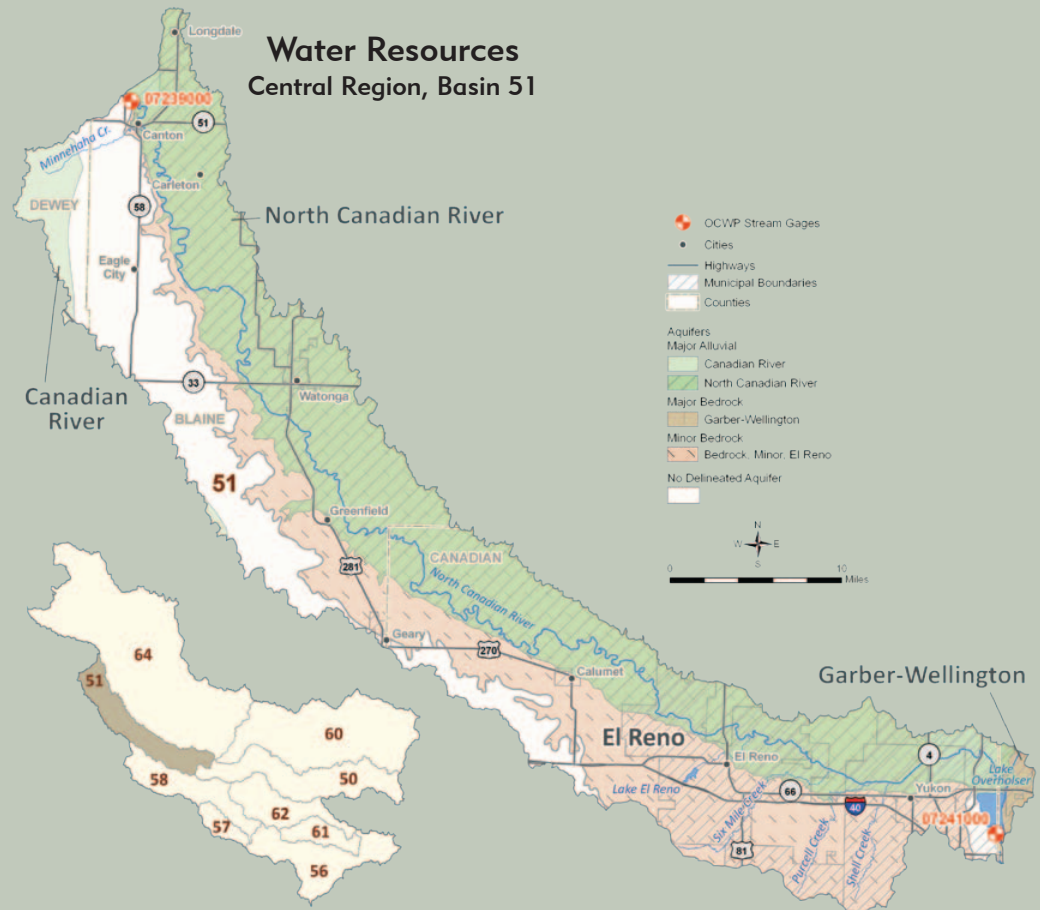 Water Resources
Central Region, Basin 51
Longdale
07239000
51
Canton
Minnehaha Cr.
Carleton
DEWEY
58
North Canadian River
Eagle
City
Canadian
River
33
Watonga
BLAINE
51
Greenfield
281
CANADIAN
North Canadian River
Geary
270
Calumet
Garber-Wellington
El Reno
El Reno
4
Lake
Overholser
Lake El Reno
66
Yukon
40
07241000
Six Mile Creek
Purcell Creek
Shell Creek
81
OCWP Stream Gages
Cities
Highways
Municipal Boundaries
Counties
Aquifers
Major Alluvial
Canadian River
North Canadian River
Major Bedrock
Garber-Wellington
Minor Bedrock
Bedrock, Minor, El Reno
No Delineated Aquifer
N
W
E
S
0
10
Miles
64
51
60
58
50
62
57
61
56